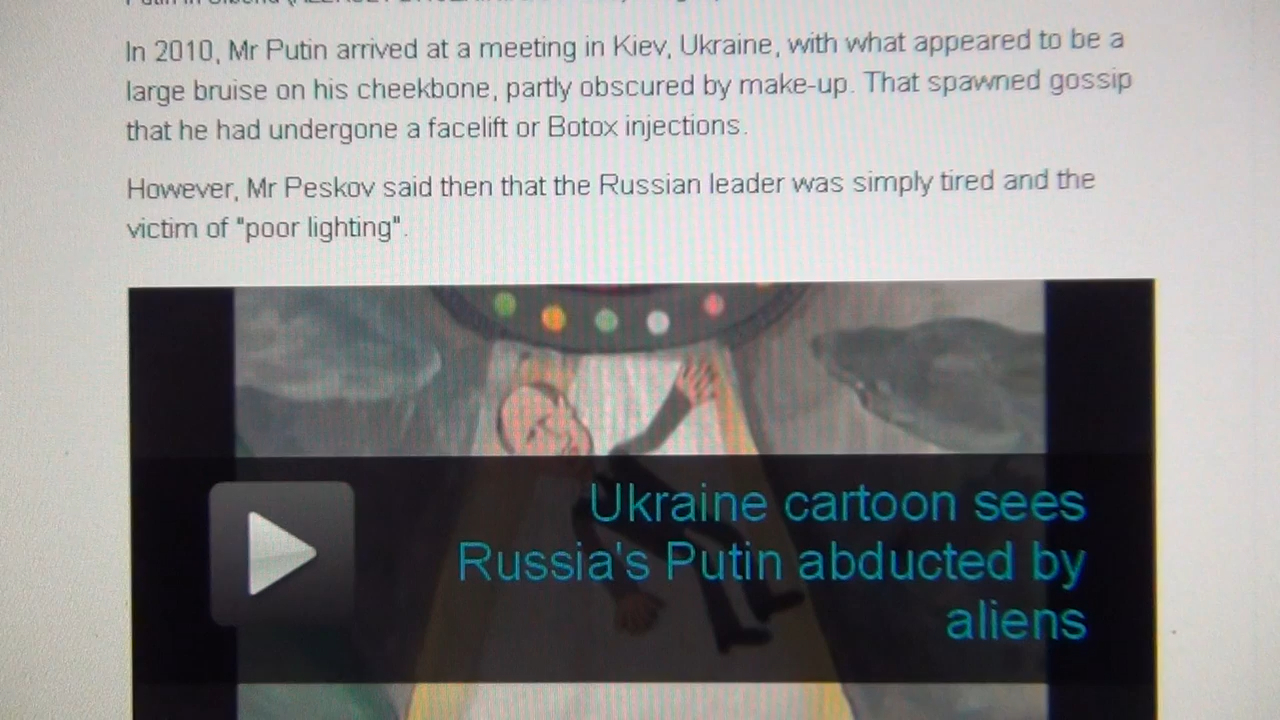 In 2010, Mr Putin arrived at a meeting in Kiev, Ukraine, with what appeared to be a
large bruise on his cheekbone, partly obscured by make-up. That spawned gossip
that he had undergone a facelift or Botox injections.
However, Mr Peskov said then that the Russian leader was simply tired and the
victim of "poor lighting".
Ukraine cartoon sees
Russia's Putin abducted by
aliens